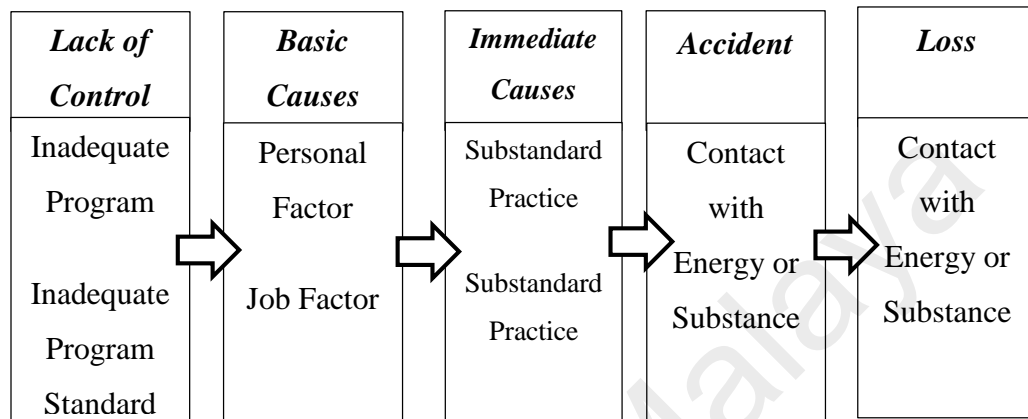 Lack of
Control
Inadequate
Program
Inadequate
Program
Standard
Basic
Causes
Personal
Factor
Job Factor
Immediate
Causes
Substandard
Practice
Substandard
Practice
Accident
Contact
with
Energy or
Substance
Loss
Contact
with
Energy or
Substance
Malaya